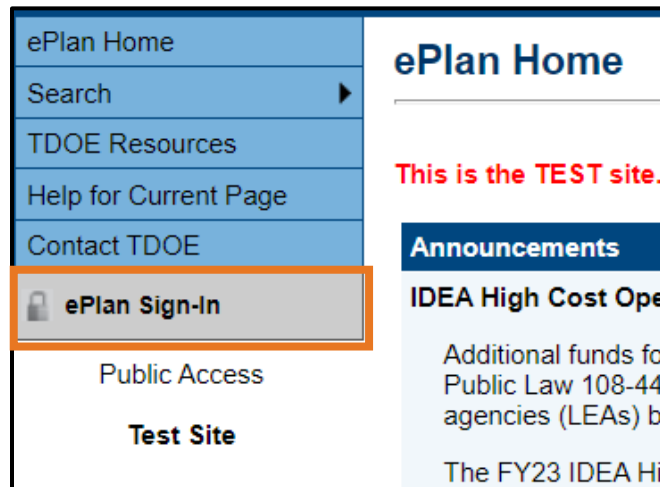 ePlan Home
Search
TDOE Resources
Help for Current Page
Contact TDOE
ePlan Sign-In
Public Access
Test Site
ePlan Home
This is the TEST site.
Announcements
IDEA High Cost Ope
Additional funds fo
Public Law 108-44
agencies (LEAs) b
The FY23 IDEA Hi